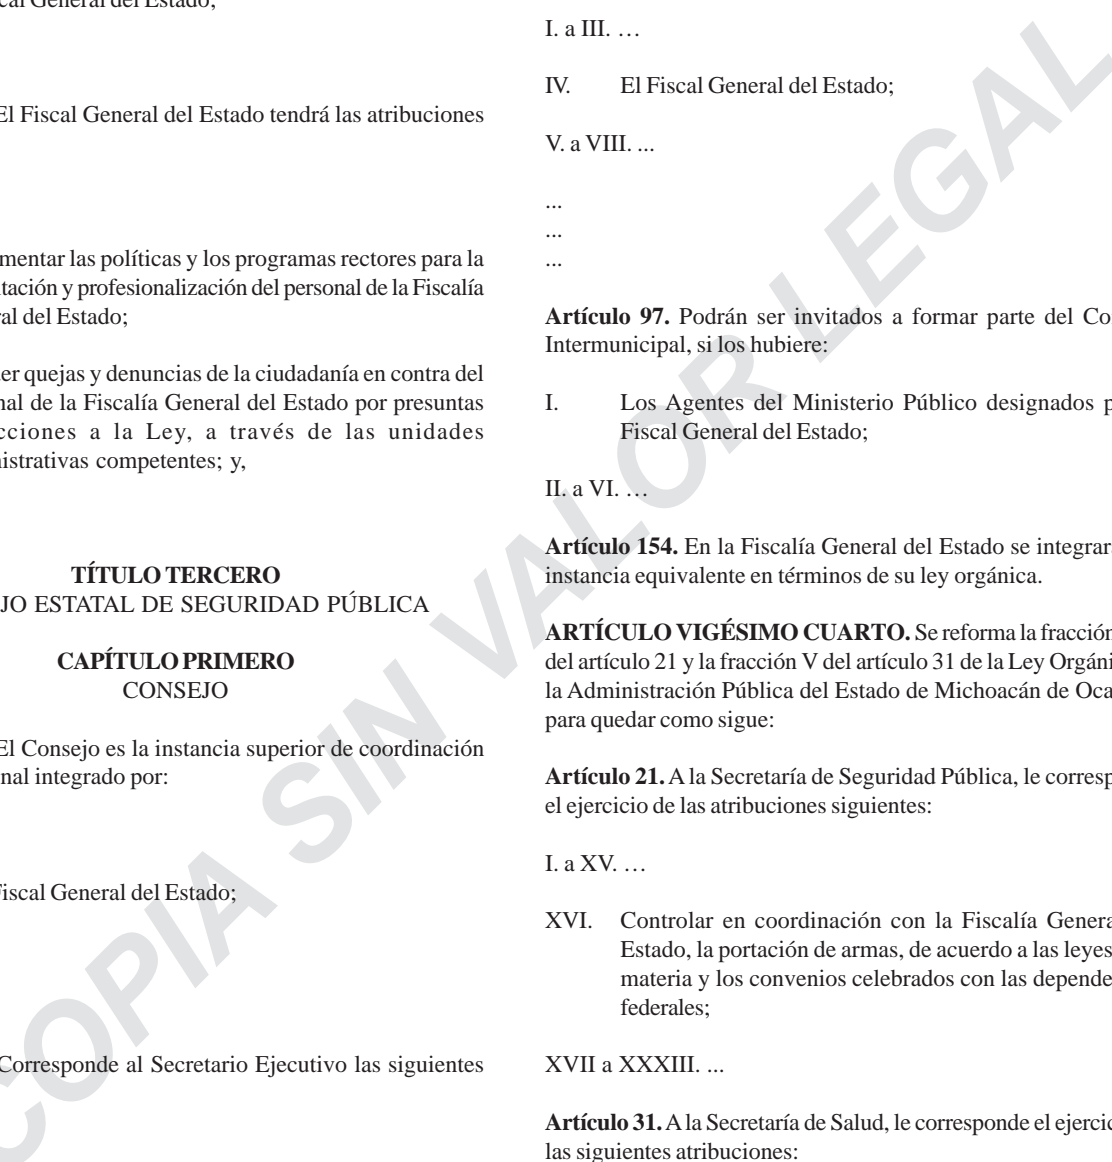 cal General del Estado;
El Fiscal General del Estado tendrá las atribuciones
mentar las políticas y los programas rectores para la
tación y profesionalización del personal de la Fiscalía
al del Estado;
er quejas y denuncias de la ciudadanía en contra del
nal de la Fiscalía General del Estado por presuntas
cciones a la Ley, a través de las unidades
nistrativas competentes; y,
TÍTULO TERCERO
JO ESTATAL DE SEGURIDAD PÚBLICA
CAPÍTULO PRIMERO
CONSEJO
El Consejo es la instancia superior de coordinación
nal integrado por:
Fiscal General del Estado;
Corresponde al Secretario Ejecutivo las siguientes
I. a III. …
IV. El Fiscal General del Estado;
V. a VIII. ...
...
...
...
Artículo 97. Podrán ser invitados a formar parte del Co
Intermunicipal, si los hubiere:
I. Los Agentes del Ministerio Público designados p
Fiscal General del Estado;
II. a VI. …
Artículo 154. En la Fiscalía General del Estado se integrar
instancia equivalente en términos de su ley orgánica.
ARTÍCULO VIGÉSIMO CUARTO. Se reforma la fracción
del artículo 21 y la fracción V del artículo 31 de la Ley Orgáni
la Administración Pública del Estado de Michoacán de Oca
para quedar como sigue:
Artículo 21. A la Secretaría de Seguridad Pública, le corresp
el ejercicio de las atribuciones siguientes:
I. a XV. …
XVI. Controlar en coordinación con la Fiscalía Genera
Estado, la portación de armas, de acuerdo a las leyes
materia y los convenios celebrados con las depende
federales;
XVII a XXXIII. ...
Artículo 31. A la Secretaría de Salud, le corresponde el ejercic
las siguientes atribuciones:
COPIA SIN VALOR LEGAL